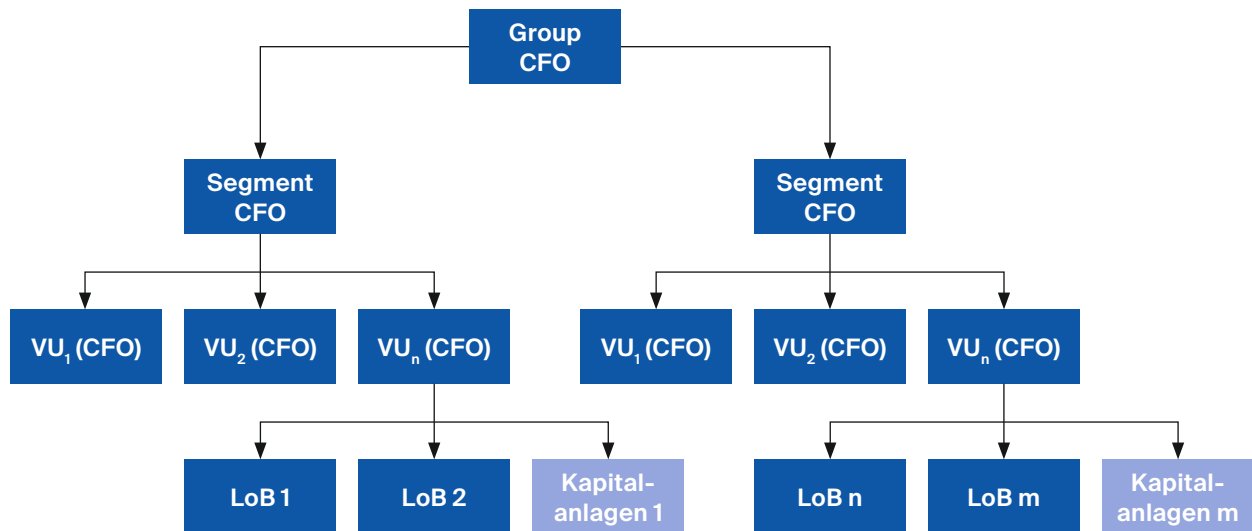 Group
CFO
Segment
CFO
Segment
CFO
VU₁ (CFO)
VU₂ (CFO)
VUₙ (CFO)
VU₁ (CFO)
VU₂ (CFO)
VUₙ (CFO)
LoB 1
LoB 2
Kapital-
anlagen 1
LoB n
LoB m
Kapital-
anlagen m